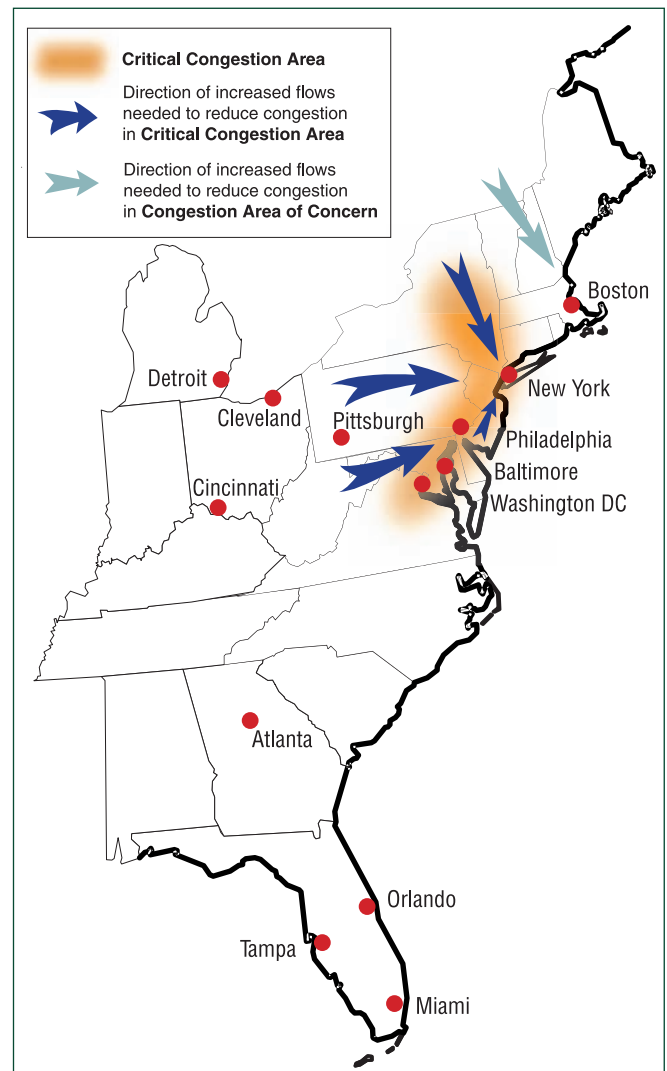 Critical Congestion Area
Direction of increased flows
needed to reduce congestion
in Critical Congestion Area
Direction of increased flows
needed to reduce congestion
in Congestion Area of Concern
Boston
Detroit
New York
Cleveland
Pittsburgh
Philadelphia
Baltimore
Cincinnati
Washington DC
Atlanta
Orlando
Tampa
Miami